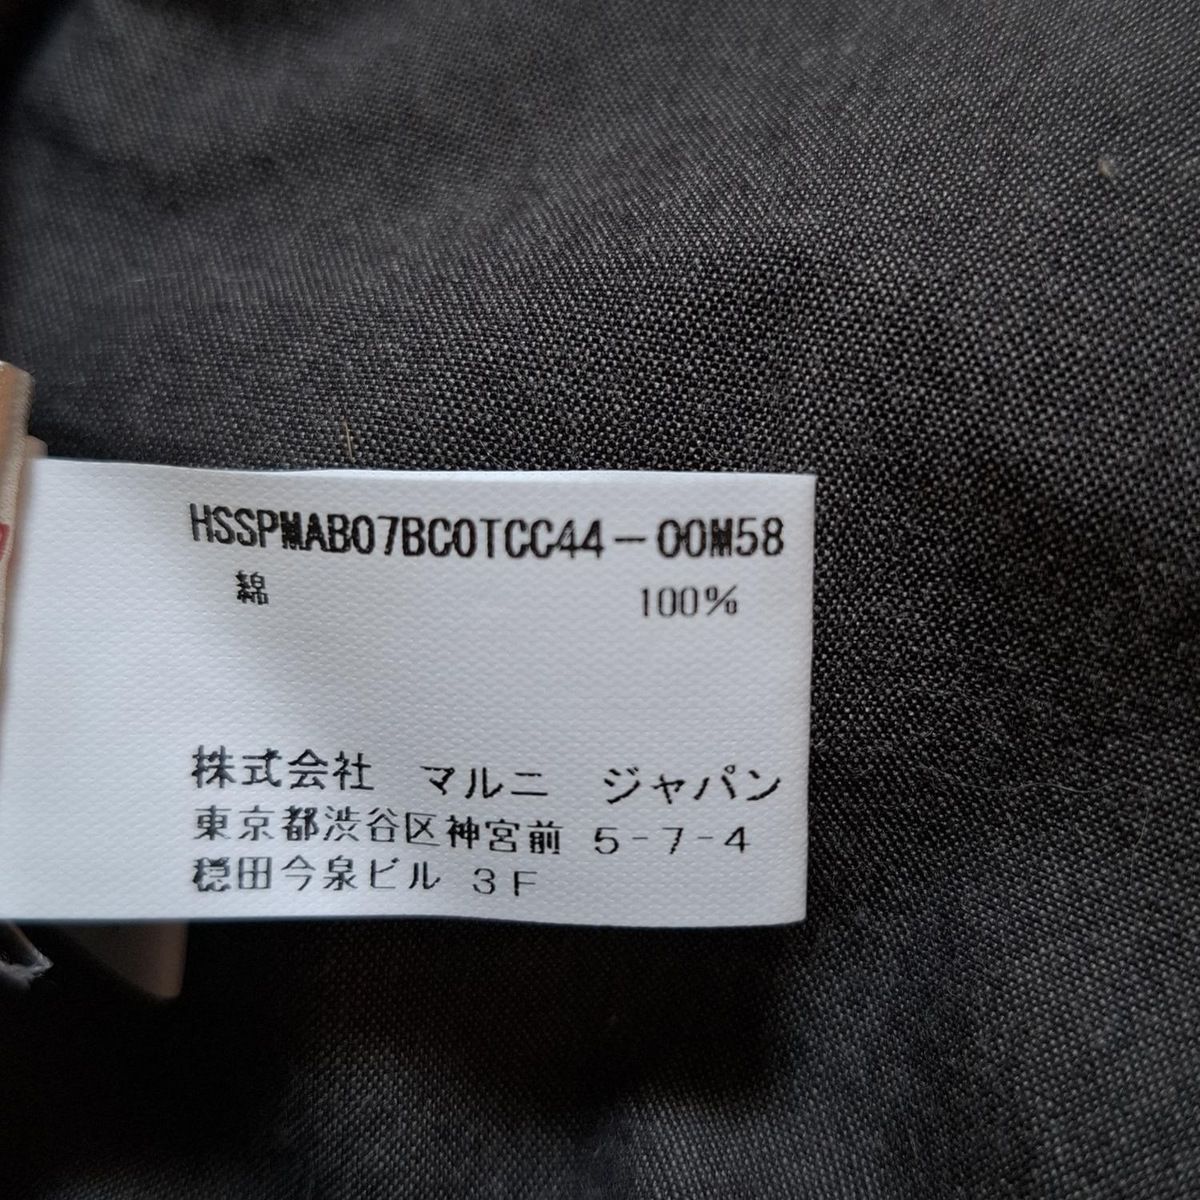 HSSPMAB07BC0TCC44-00M58
綿 100%
株式会社 マルニ ジャパン
東京都渋谷区神宮前 5-7-4
穏田今泉ビル 3F